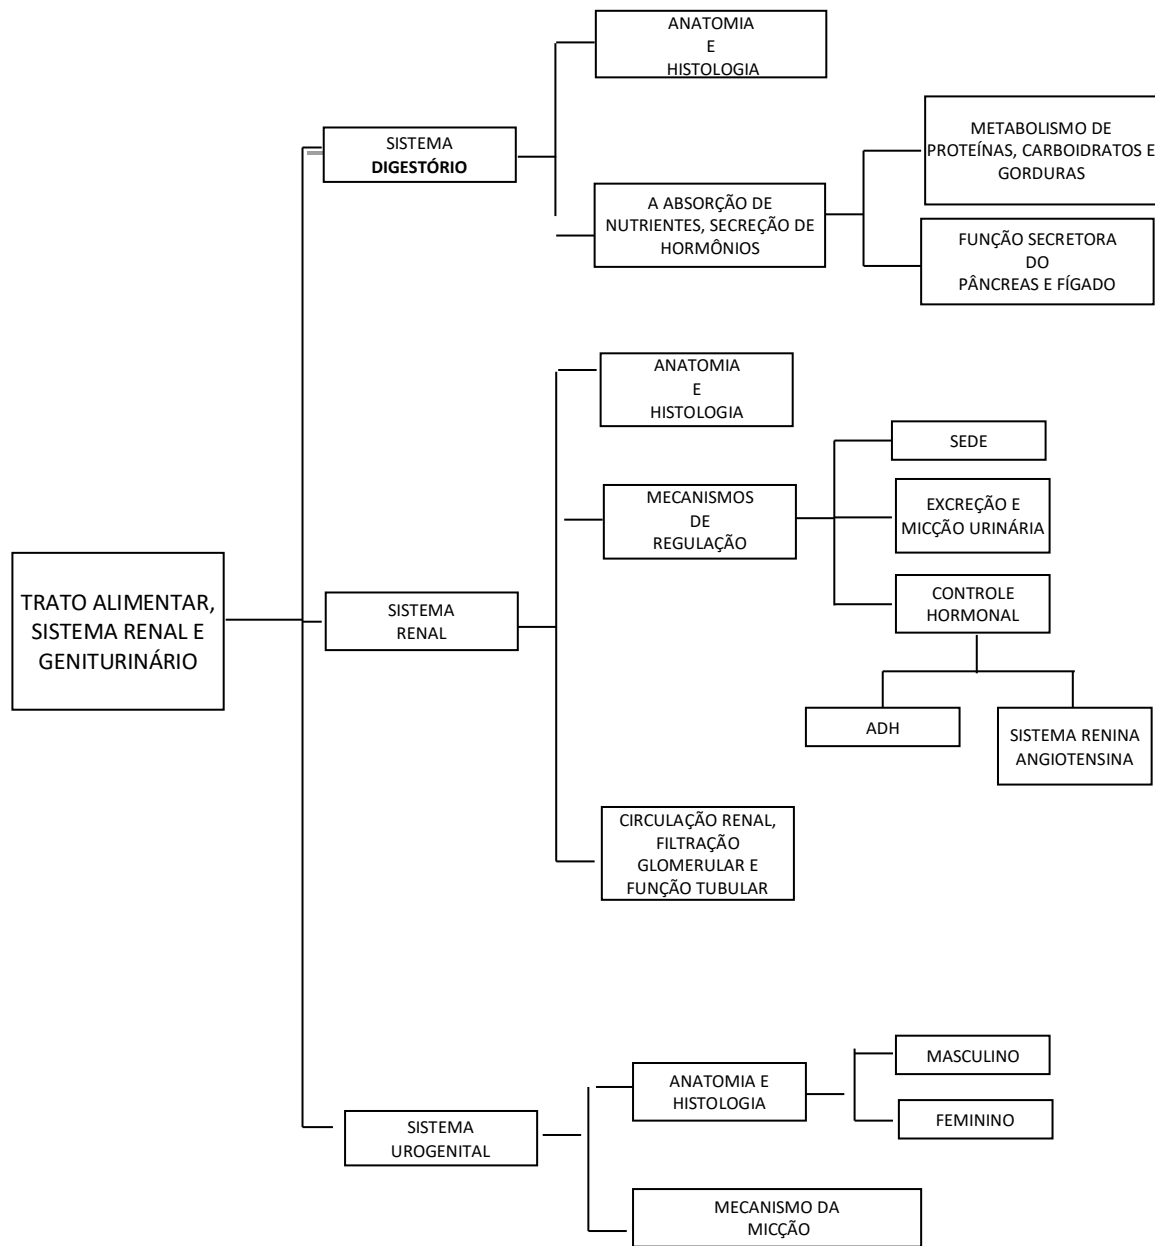 ANATOMIA
E
HISTOLOGIA
SISTEMA
DIGESTÓRIO
METABOLISMO DE
PROTEÍNAS, CARBOIDRATOS E
GORDURAS
A ABSORÇÃO DE
NUTRIENTES, SECREÇÃO DE
HORMÔNIOS
FUNÇÃO SECRETORA
DO
PÂNCREAS E FÍGADO
ANATOMIA
E
HISTOLOGIA
SEDE
MECANISMOS
DE
REGULAÇÃO
EXCREÇÃO E
MICÇÃO URINÁRIA
TRATO ALIMENTAR,
SISTEMA RENAL E
GENITURINÁRIO
SISTEMA
RENAL
CONTROLE
HORMONAL
ADH
SISTEMA RENINA
ANGIOTENSINA
CIRCULAÇÃO RENAL,
FILTRAÇÃO
GLOMERULAR E
FUNÇÃO TUBULAR
SISTEMA
UROGENITAL
ANATOMIA E
HISTOLOGIA
MASCULINO
FEMININO
MECANISMO DA
MICÇÃO